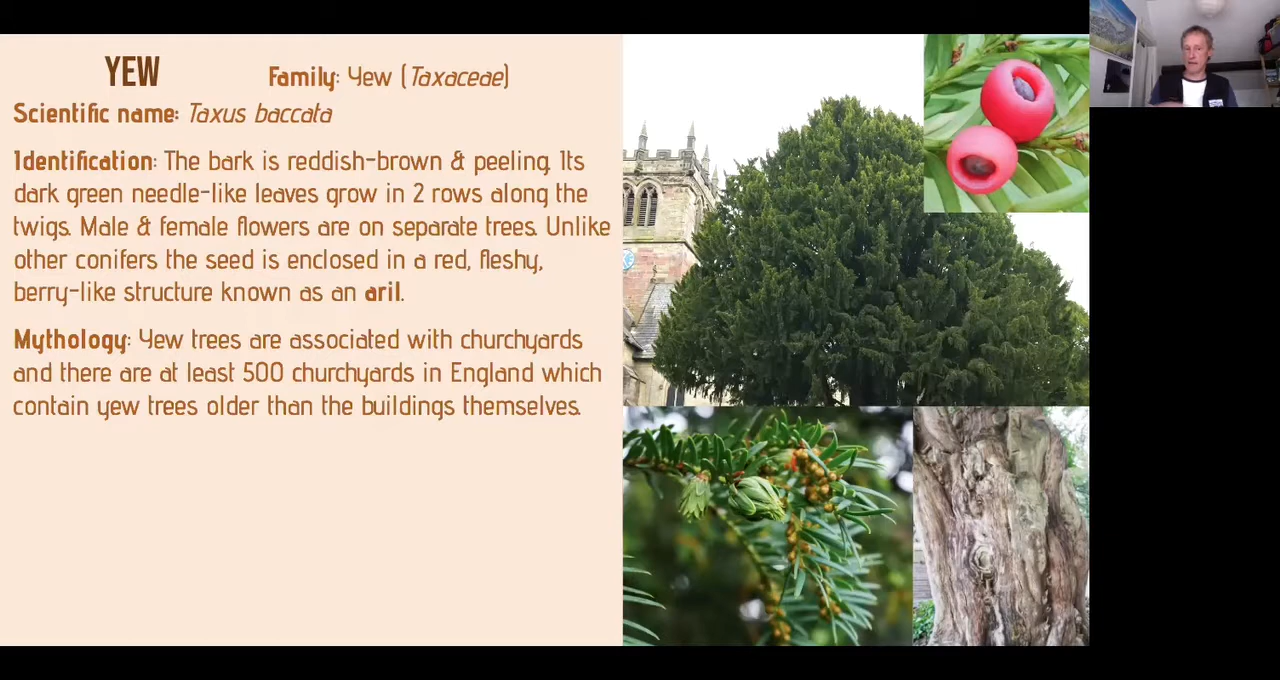 YEW Family: Yew (Taxaceae)
Scientific name: Taxus baccata
Identification: The bark is reddish-brown & peeling. Its
dark green needle-like leaves grow in 2 rows along the
twigs. Male & female flowers are on separate trees. Unlike
other conifers the seed is enclosed in a red, fleshy,
berry-like structure known as an aril.
Mythology: Yew trees are associated with churchyards
and there are at least 500 churchyards in England which
contain yew trees older than the buildings themselves.